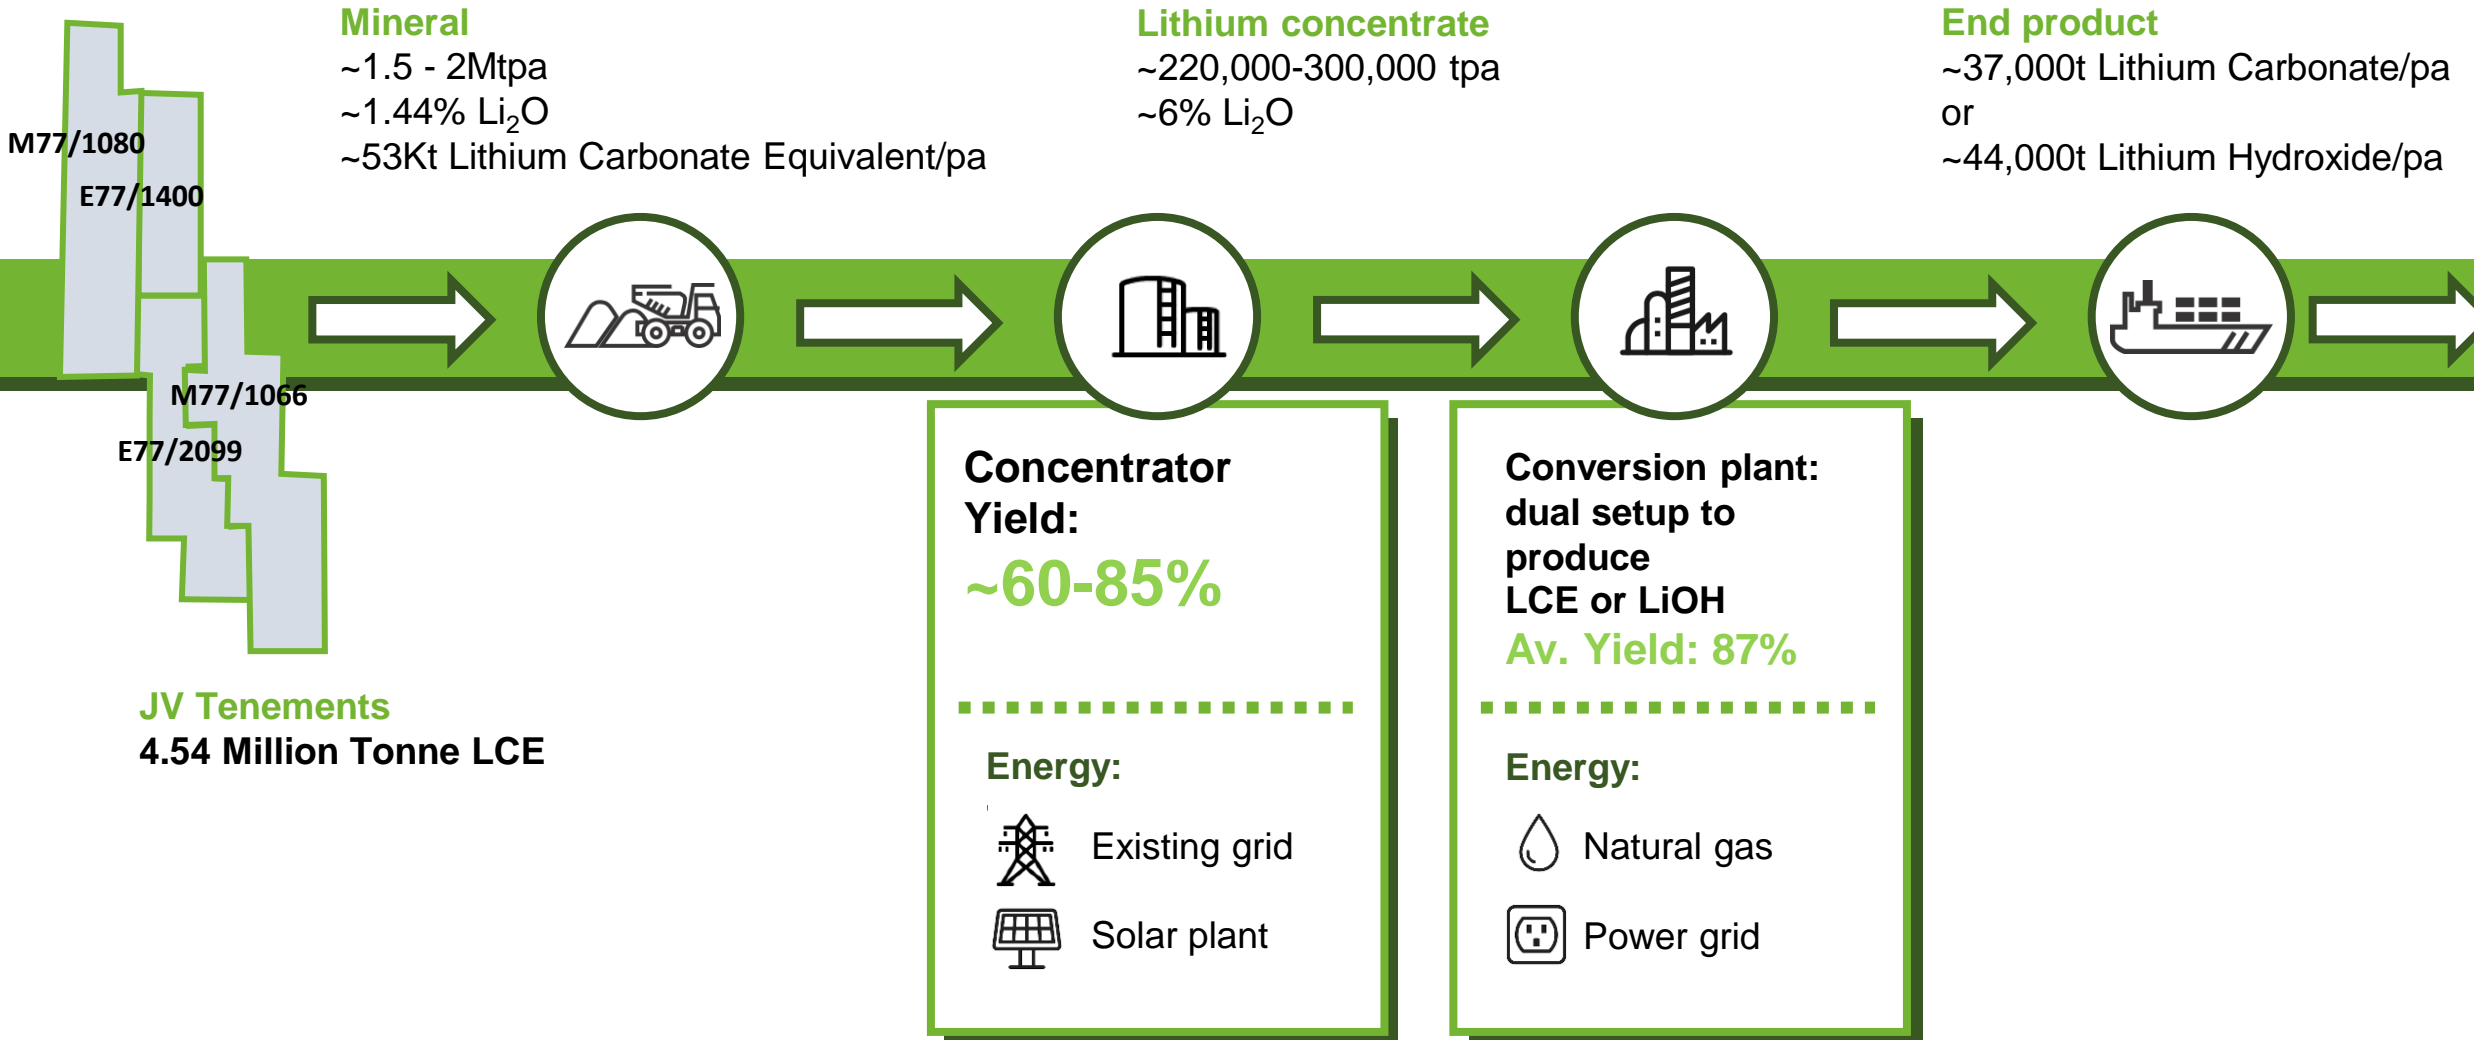 Mineral
~1.5 - 2Mtpa
~1.44% Li₂O
~53Kt Lithium Carbonate Equivalent/pa
Lithium concentrate
~220,000-300,000 tpa
~6% Li₂O
End product
~37,000t Lithium Carbonate/pa
or
~44,000t Lithium Hydroxide/pa
M77/1080
E77/1400
M77/1066
E77/2099
JV Tenements
4.54 Million Tonne LCE
Concentrator
Yield:
~60-85%
Energy:
Existing grid
Solar plant
Conversion plant:
dual setup to
produce
LCE or LiOH
Av. Yield: 87%
Energy:
Natural gas
Power grid